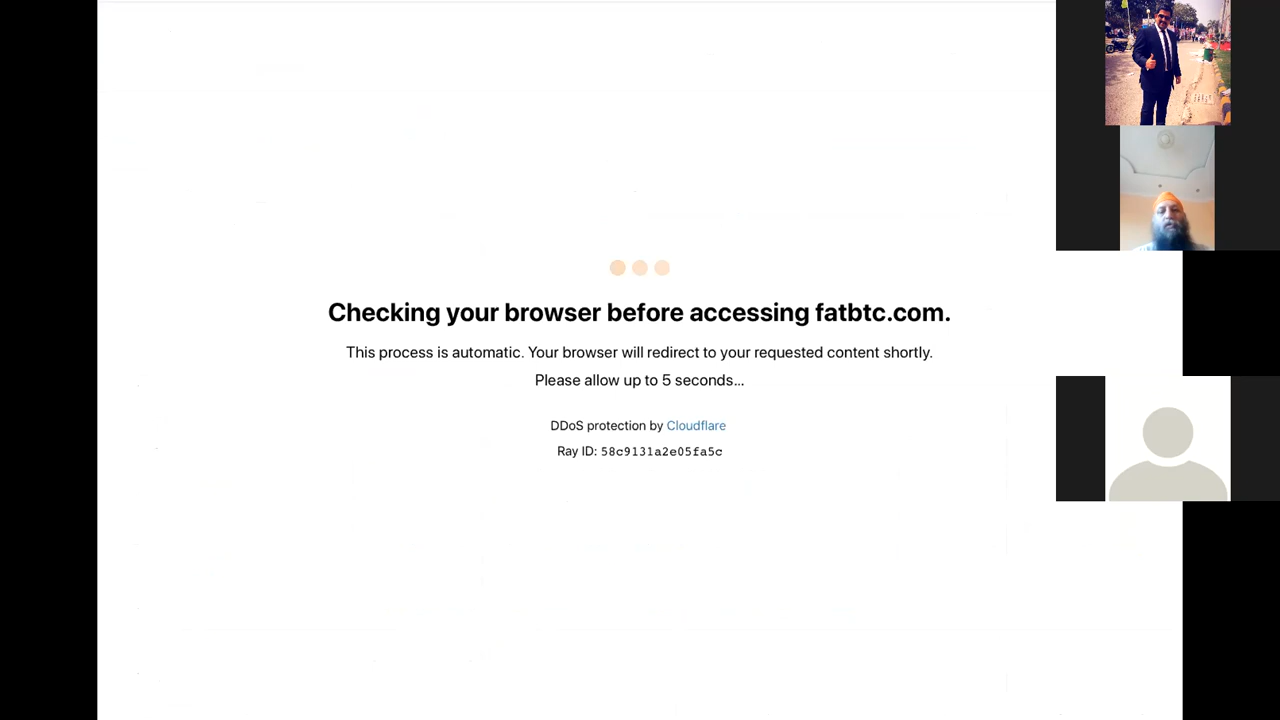 Checking your browser before accessing fatbtc.com.
This process is automatic. Your browser will redirect to your requested content shortly.
Please allow up to 5 seconds...
DDoS protection by Cloudflare
Ray ID: 58c9131a2e05fa5c